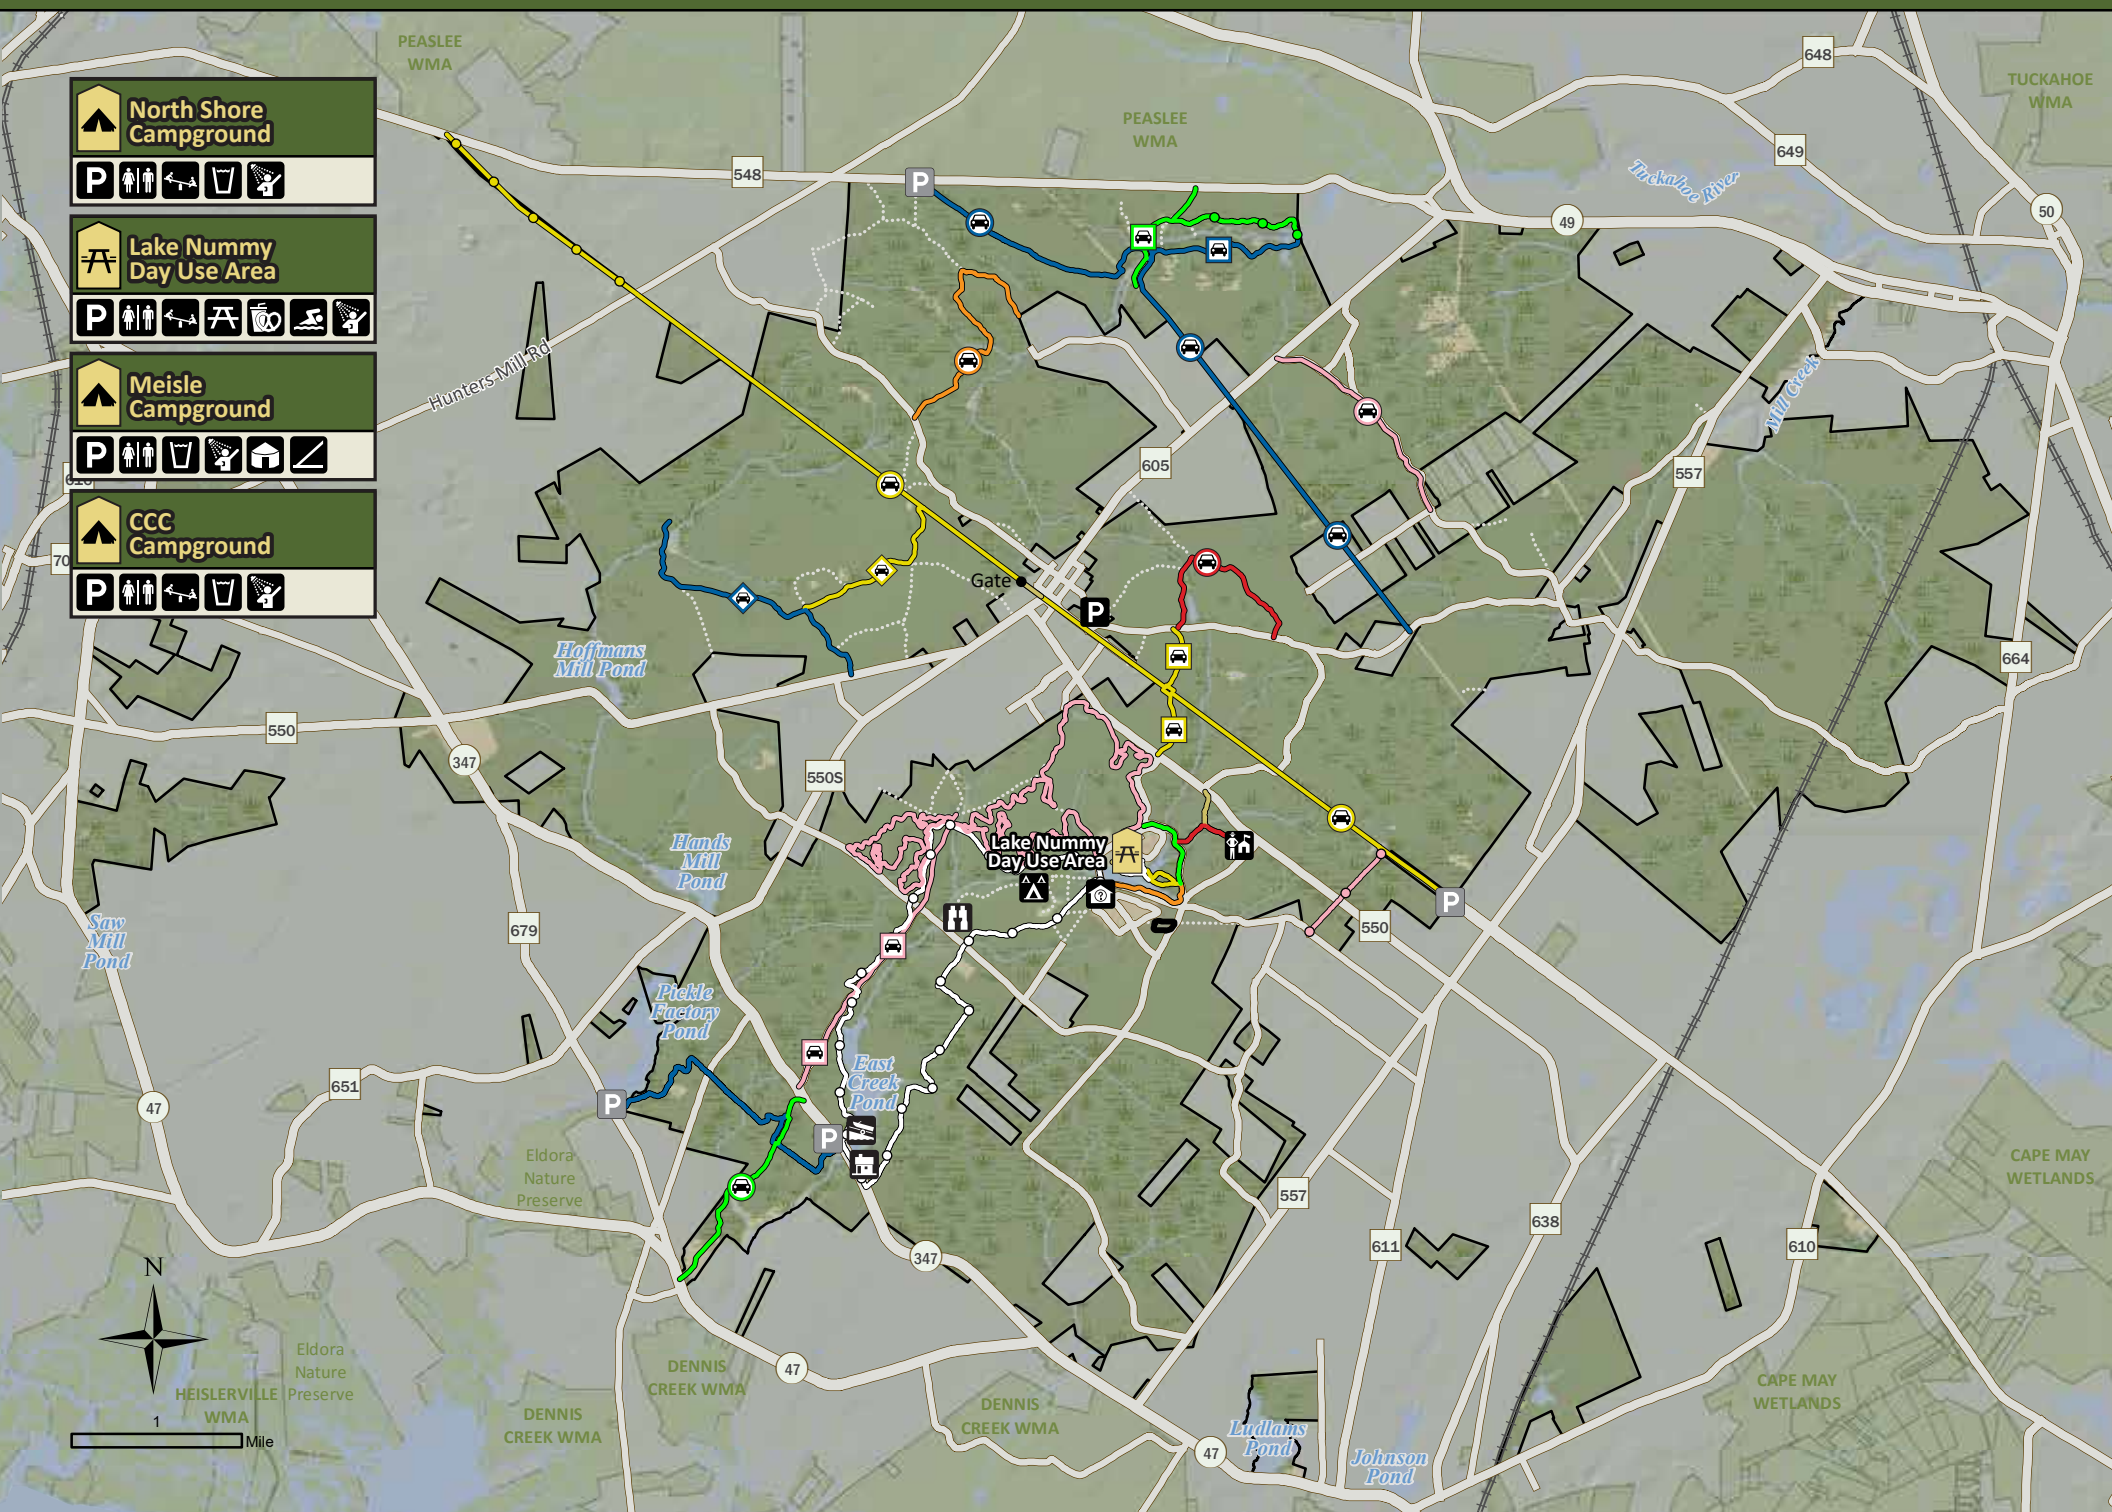 North Shore
Campground
P
Lake Nummy
Day Use Area
P
Meisle
Campground
P
CCC
Campground
P
PEASLEE
WMA
PEASLEE
WMA
TUCKAHOE
WMA
648
649
50
49
548
P
Tuckahoe River
Hunters Mill Rd
Mill Creek
605
557
70
Gate
P
Hoffmans
Mill Pond
664
550
347
550S
Hands
Mill
Pond
Lake Nummy
Day Use Area
?
P
550
679
Saw
Mill
Pond
Pickle
Factory
Pond
East
Creek
Pond
651
47
P
P
Eldora
Nature
Preserve
CAPE MAY
WETLANDS
557
638
611
610
347
N
Eldora
Nature
Preserve
HEISLERVILLE
WMA
DENNIS
CREEK WMA
47
DENNIS
CREEK WMA
DENNIS
CREEK WMA
CAPE MAY
WETLANDS
1
Mile
47
Ludlams
Pond
Johnson
Pond